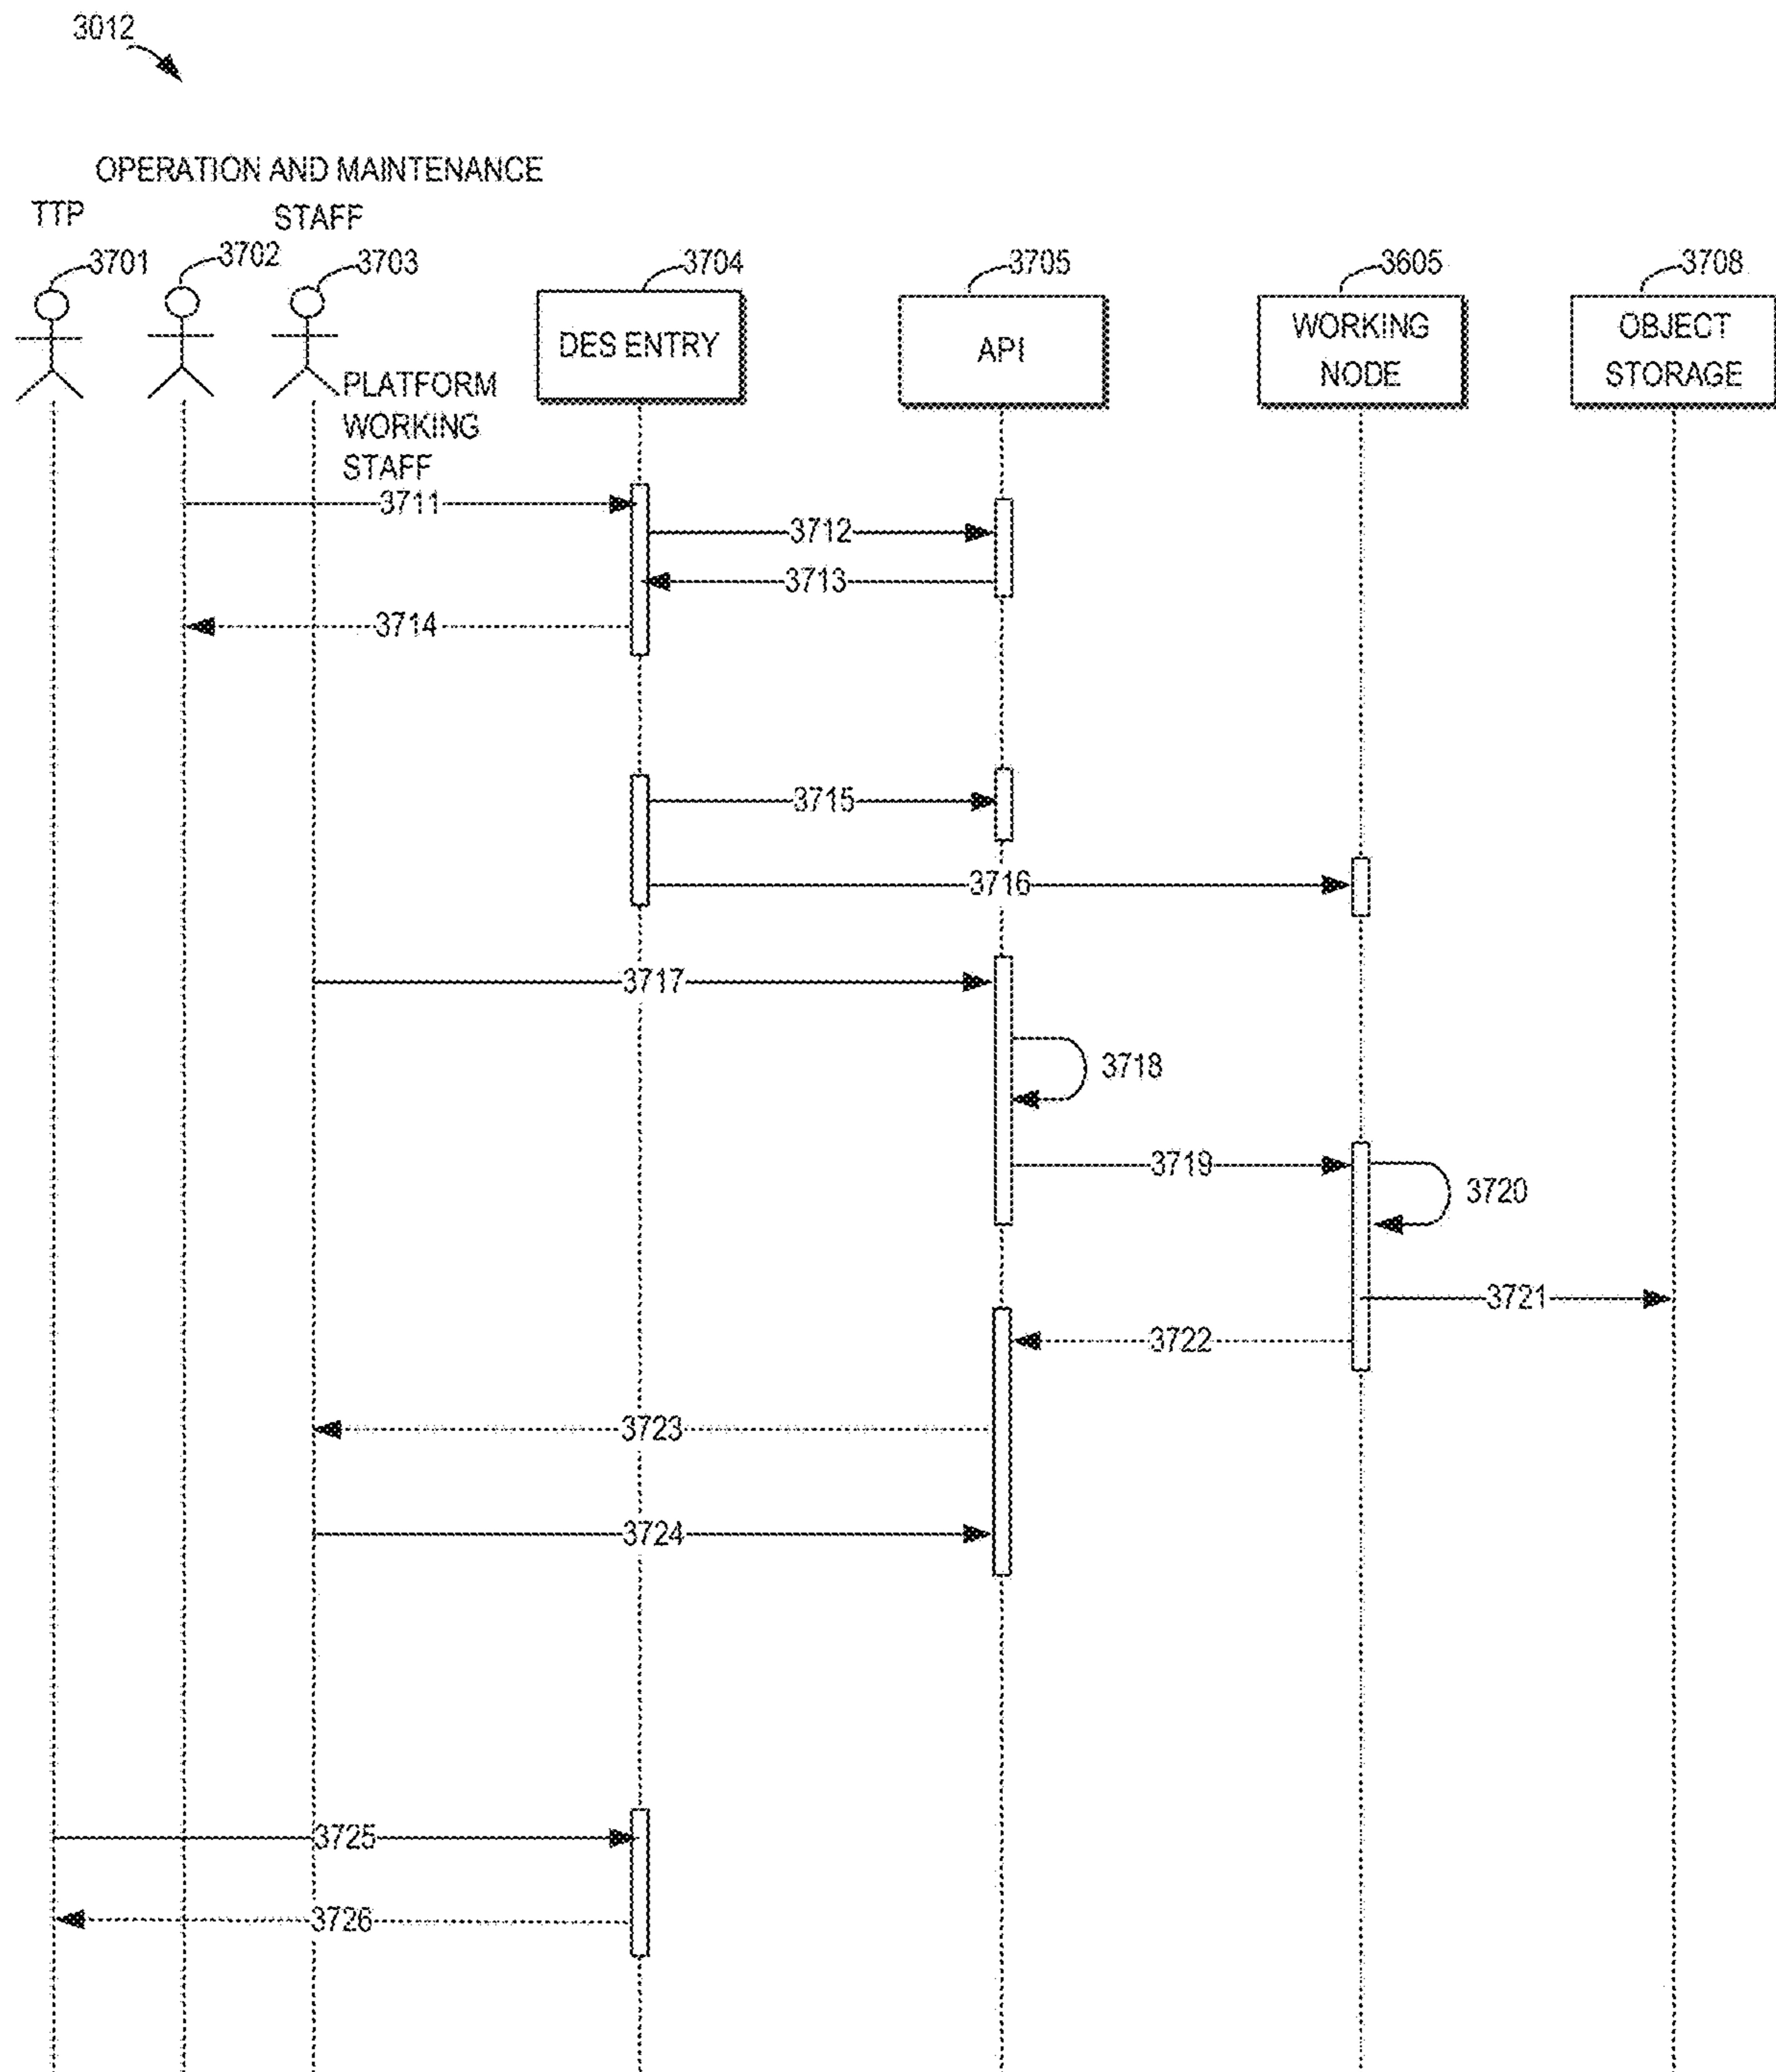 3012
OPERATION AND MAINTENANCE
TTP
STAFF
3701
3702
3703
3704
3705
3605
3708
DES ENTRY
API
WORKING
NODE
OBJECT
STORAGE
PLATFORM
WORKING
STAFF
3711
3712
3713
3714
3715
3716
3717
3718
3719
3720
3721
3722
3723
3724
3725
3726